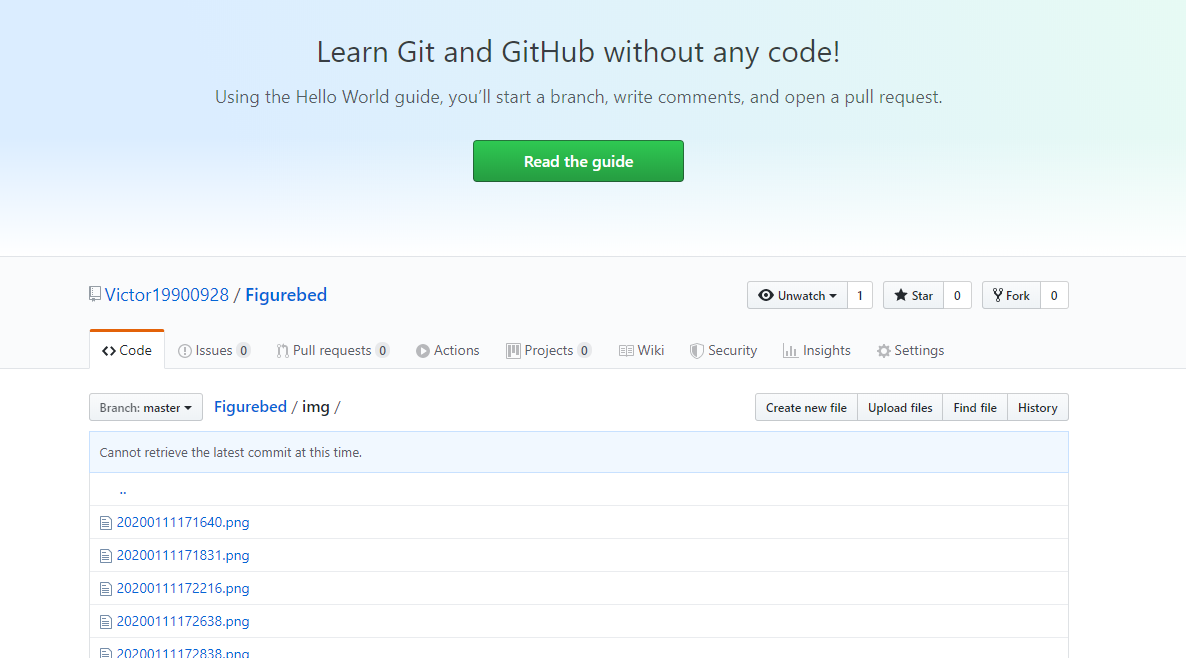 Learn Git and GitHub without any code!
Using the Hello World guide, you’ll start a branch, write comments, and open a pull request.
Read the guide
Victor19900928 / Figurebed
Unwatch 1 Star 0 Fork 0
Code Issues 0 Pull requests 0 Actions Projects 0 Wiki Security Insights Settings
Branch: master Figurebed / img / Create new file Upload files Find file History
Cannot retrieve the latest commit at this time.
..
20200111171640.png
20200111171831.png
20200111172216.png
20200111172638.png
20200111172838.png